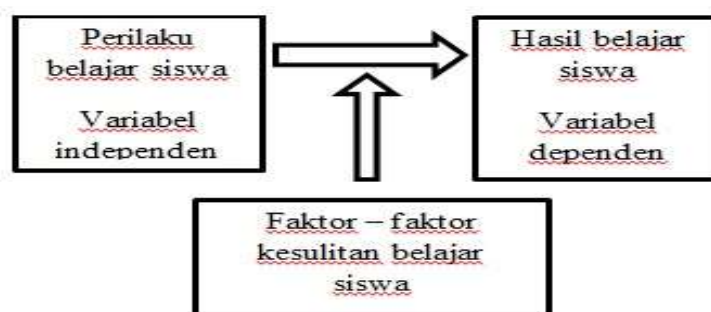 Perilaku
belajar siswa
Variabel
independen
Hasil belajar
siswa
Variabel
dependen
Faktor – faktor
kesulitan belajar
siswa